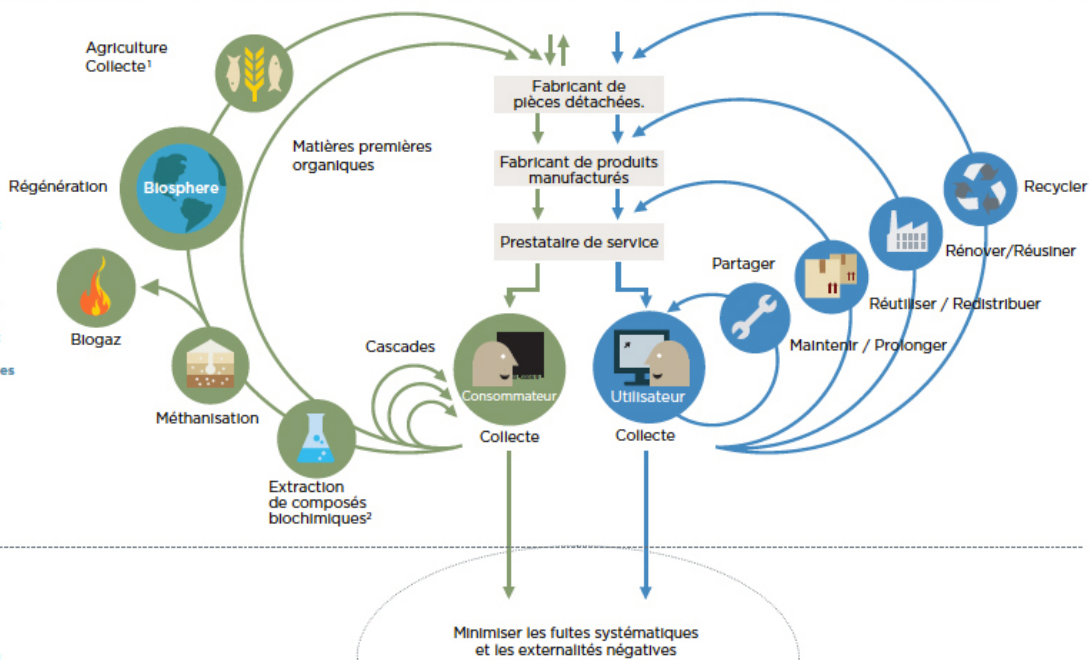 Agriculture
Collecte¹
Fabricant de
pièces détachées.
Matières premières
organiques
Fabricant de produits
manufacturés
Régénération
Biosphere
Recycler
Prestataire de service
Rénover/Réusiner
Partager
Réutiliser / Redistribuer
Biogaz
Maintenir / Prolonger
Cascades
es
Consommateur
Utilisateur
Méthanisation
Collecte
Collecte
Extraction
de composés
biochimiques²
Minimiser les fuites systématiques
et les externalités négatives